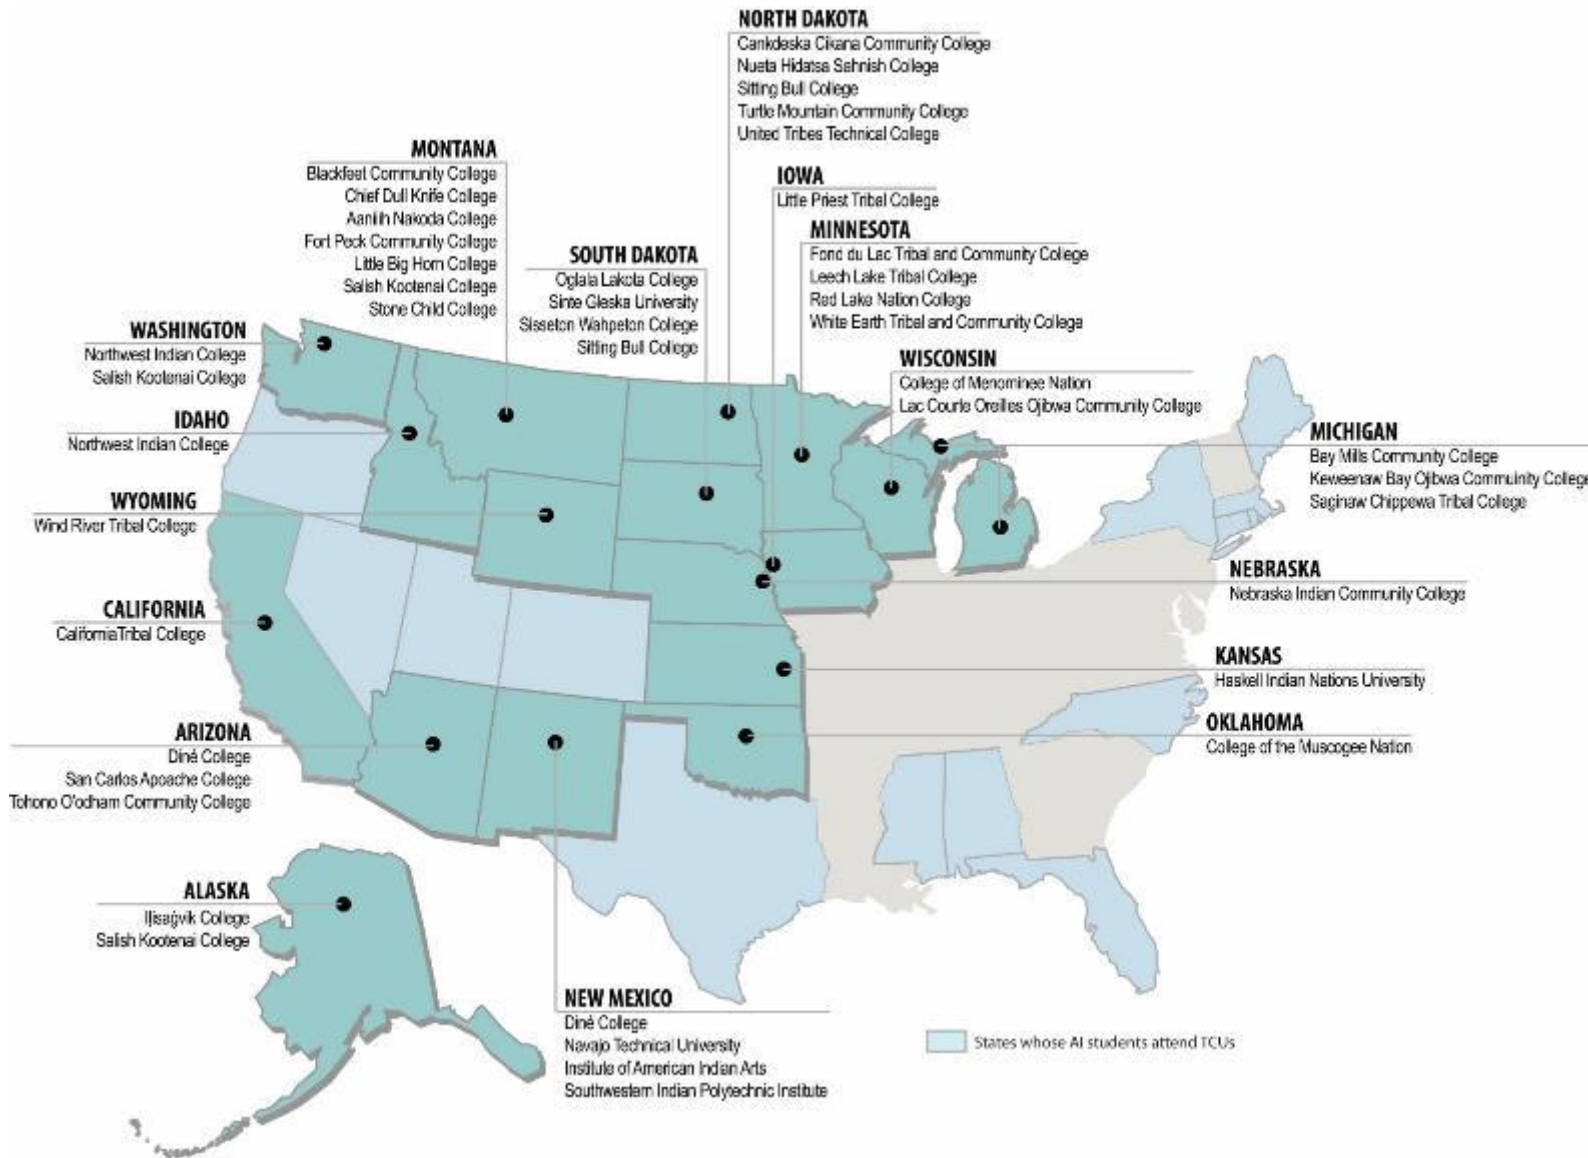 NORTH DAKOTA
Cankdeska Cikana Community College
Nueta Hidatsa Sahnish College
Sitting Bull College
Turtle Mountain Community College
United Tribes Technical College
MONTANA
Blackfeet Community College
Chief Dull Knife College
Aaniiih Nakoda College
Fort Peck Community College
Little Big Horn College
Salish Kootenai College
Stone Child College
IOWA
Little Priest Tribal College
MINNESOTA
Fond du Lac Tribal and Community College
Leech Lake Tribal College
Red Lake Nation College
White Earth Tribal and Community College
SOUTH DAKOTA
Oglala Lakota College
Sinte Gleska University
Sisseton Wahpeton College
Sitting Bull College
WASHINGTON
Northwest Indian College
Salish Kootenai College
WISCONSIN
College of Menominee Nation
Lac Courte Oreilles Ojibwa Community College
IDAHO
Northwest Indian College
MICHIGAN
Bay Mills Community College
Keweenaw Bay Ojibwa Commuinity College
Saginaw Chippewa Tribal College
WYOMING
Wind River Tribal College
NEBRASKA
Nebraska Indian Community College
CALIFORNIA
CaliforniaTribal College
KANSAS
Haskell Indian Nations University
OKLAHOMA
College of the Muscogee Nation
ARIZONA
Diné College
San Carlos Apoache College
Tohono O'odham Community College
ALASKA
Iḷisaġvik College
Salish Kootenai College
NEW MEXICO
Diné College
Navajo Technical University
Institute of American Indian Arts
Southwestern Indian Polytechnic Institute
States whose AI students attend TCUs